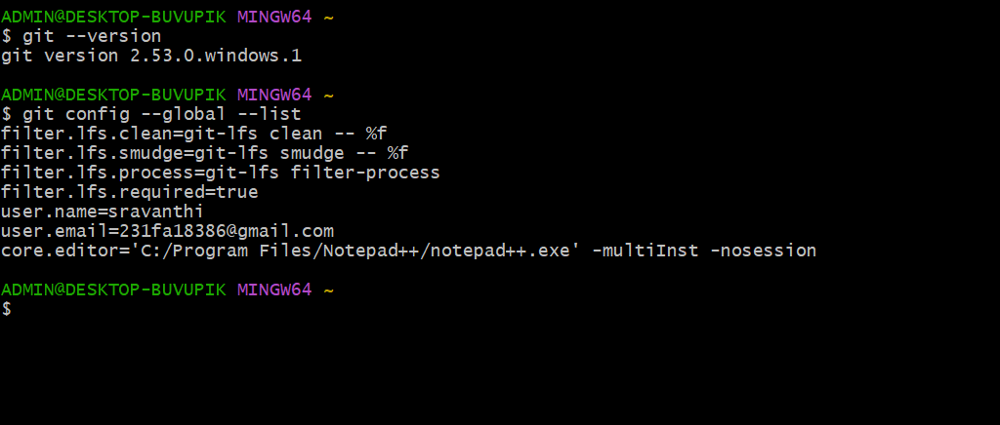 ADMIN@DESKTOP-BUVUPIK MINGW64 ~
$ git --version
git version 2.53.0.windows.1
ADMIN@DESKTOP-BUVUPIK MINGW64 ~
$ git config --global --list
filter.lfs.clean=git-lfs clean -- %f
filter.lfs.smudge=git-lfs smudge -- %f
filter.lfs.process=git-lfs filter-process
filter.lfs.required=true
user.name=sravanthi
user.email=231fa18386@gmail.com
core.editor='C:/Program Files/Notepad++/notepad++.exe' -multiInst -nosession
ADMIN@DESKTOP-BUVUPIK MINGW64 ~
$